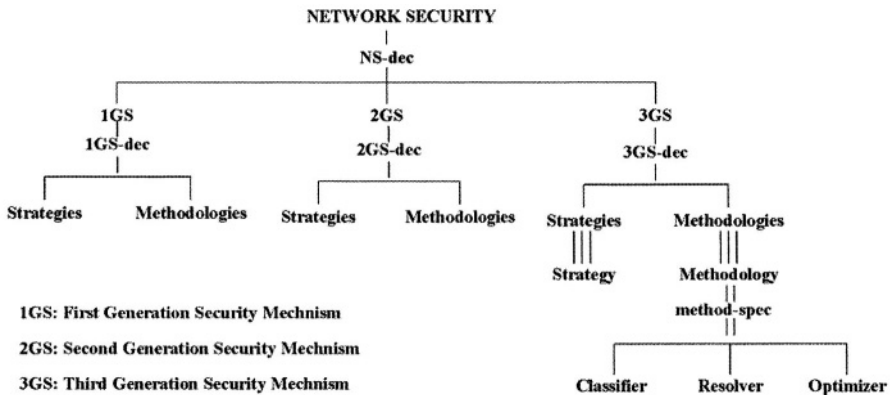 NETWORK SECURITY
NS-dec
1GS 2GS 3GS
1GS-dec 2GS-dec 3GS-dec
Strategies Methodologies Strategies Methodologies Strategies Methodologies
Strategy Methodology
1GS: First Generation Security Mechnism
method-spec
2GS: Second Generation Security Mechnism
3GS: Third Generation Security Mechnism
Classifier Resolver Optimizer